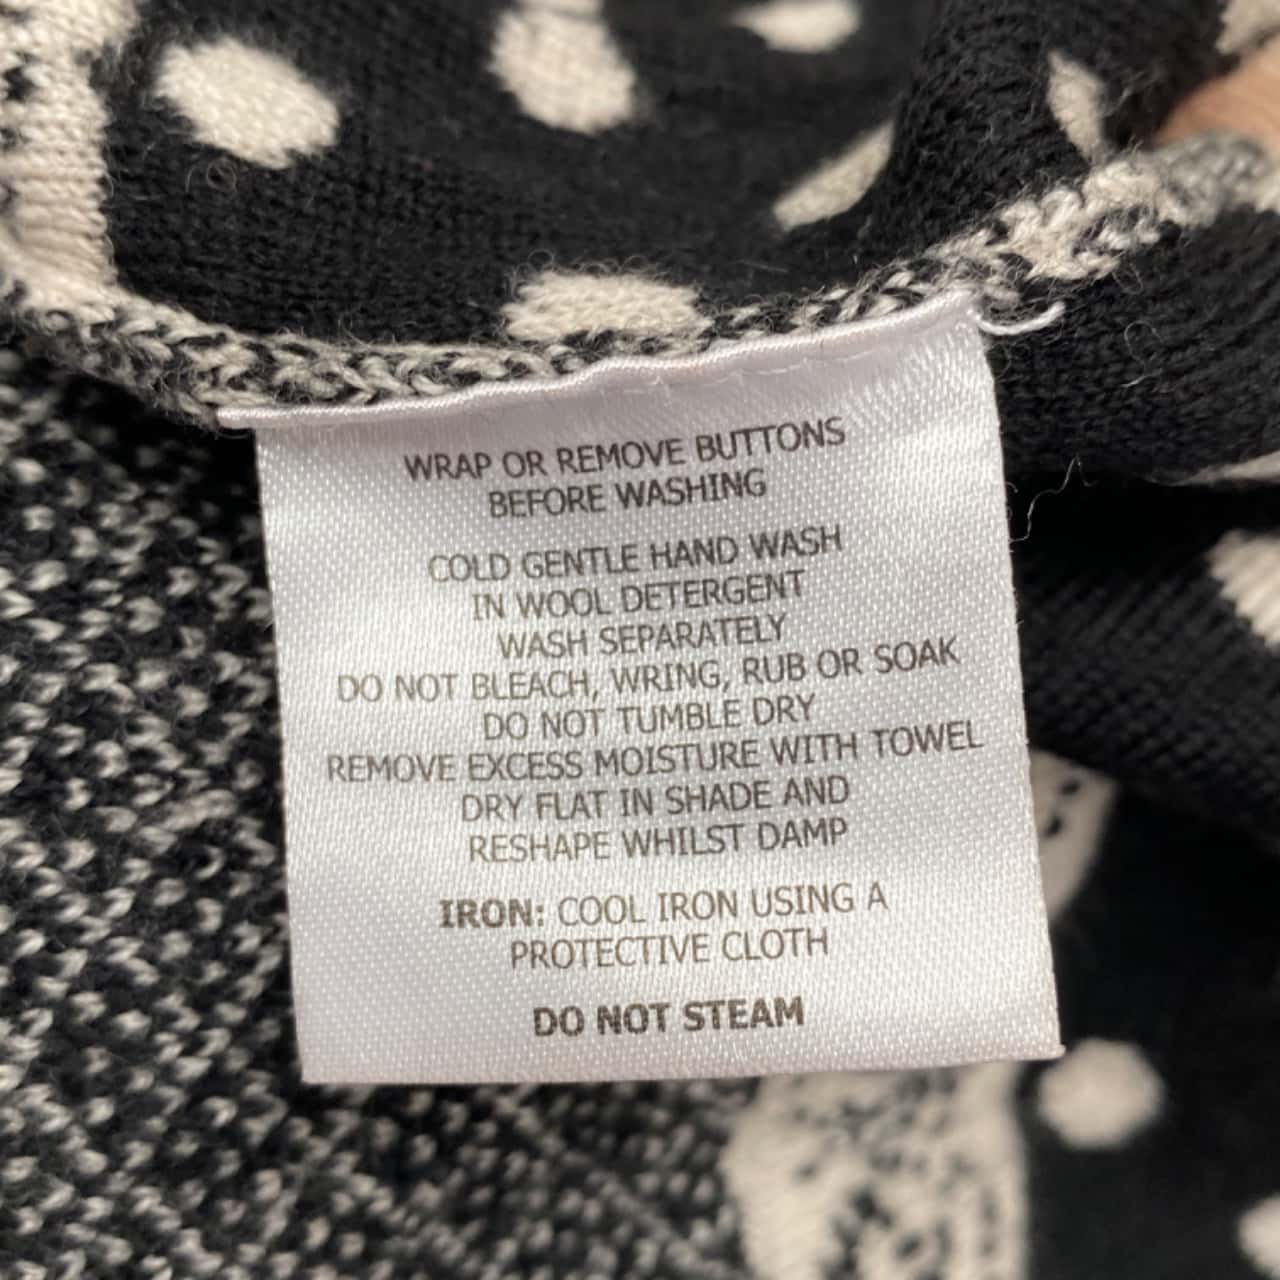 WRAP OR REMOVE BUTTONS
BEFORE WASHING
COLD GENTLE HAND WASH
IN WOOL DETERGENT
WASH SEPARATELY
DO NOT BLEACH, WRING, RUB OR SOAK
DO NOT TUMBLE DRY
REMOVE EXCESS MOISTURE WITH TOWEL
DRY FLAT IN SHADE AND
RESHAPE WHILST DAMP
IRON: COOL IRON USING A
PROTECTIVE CLOTH
DO NOT STEAM